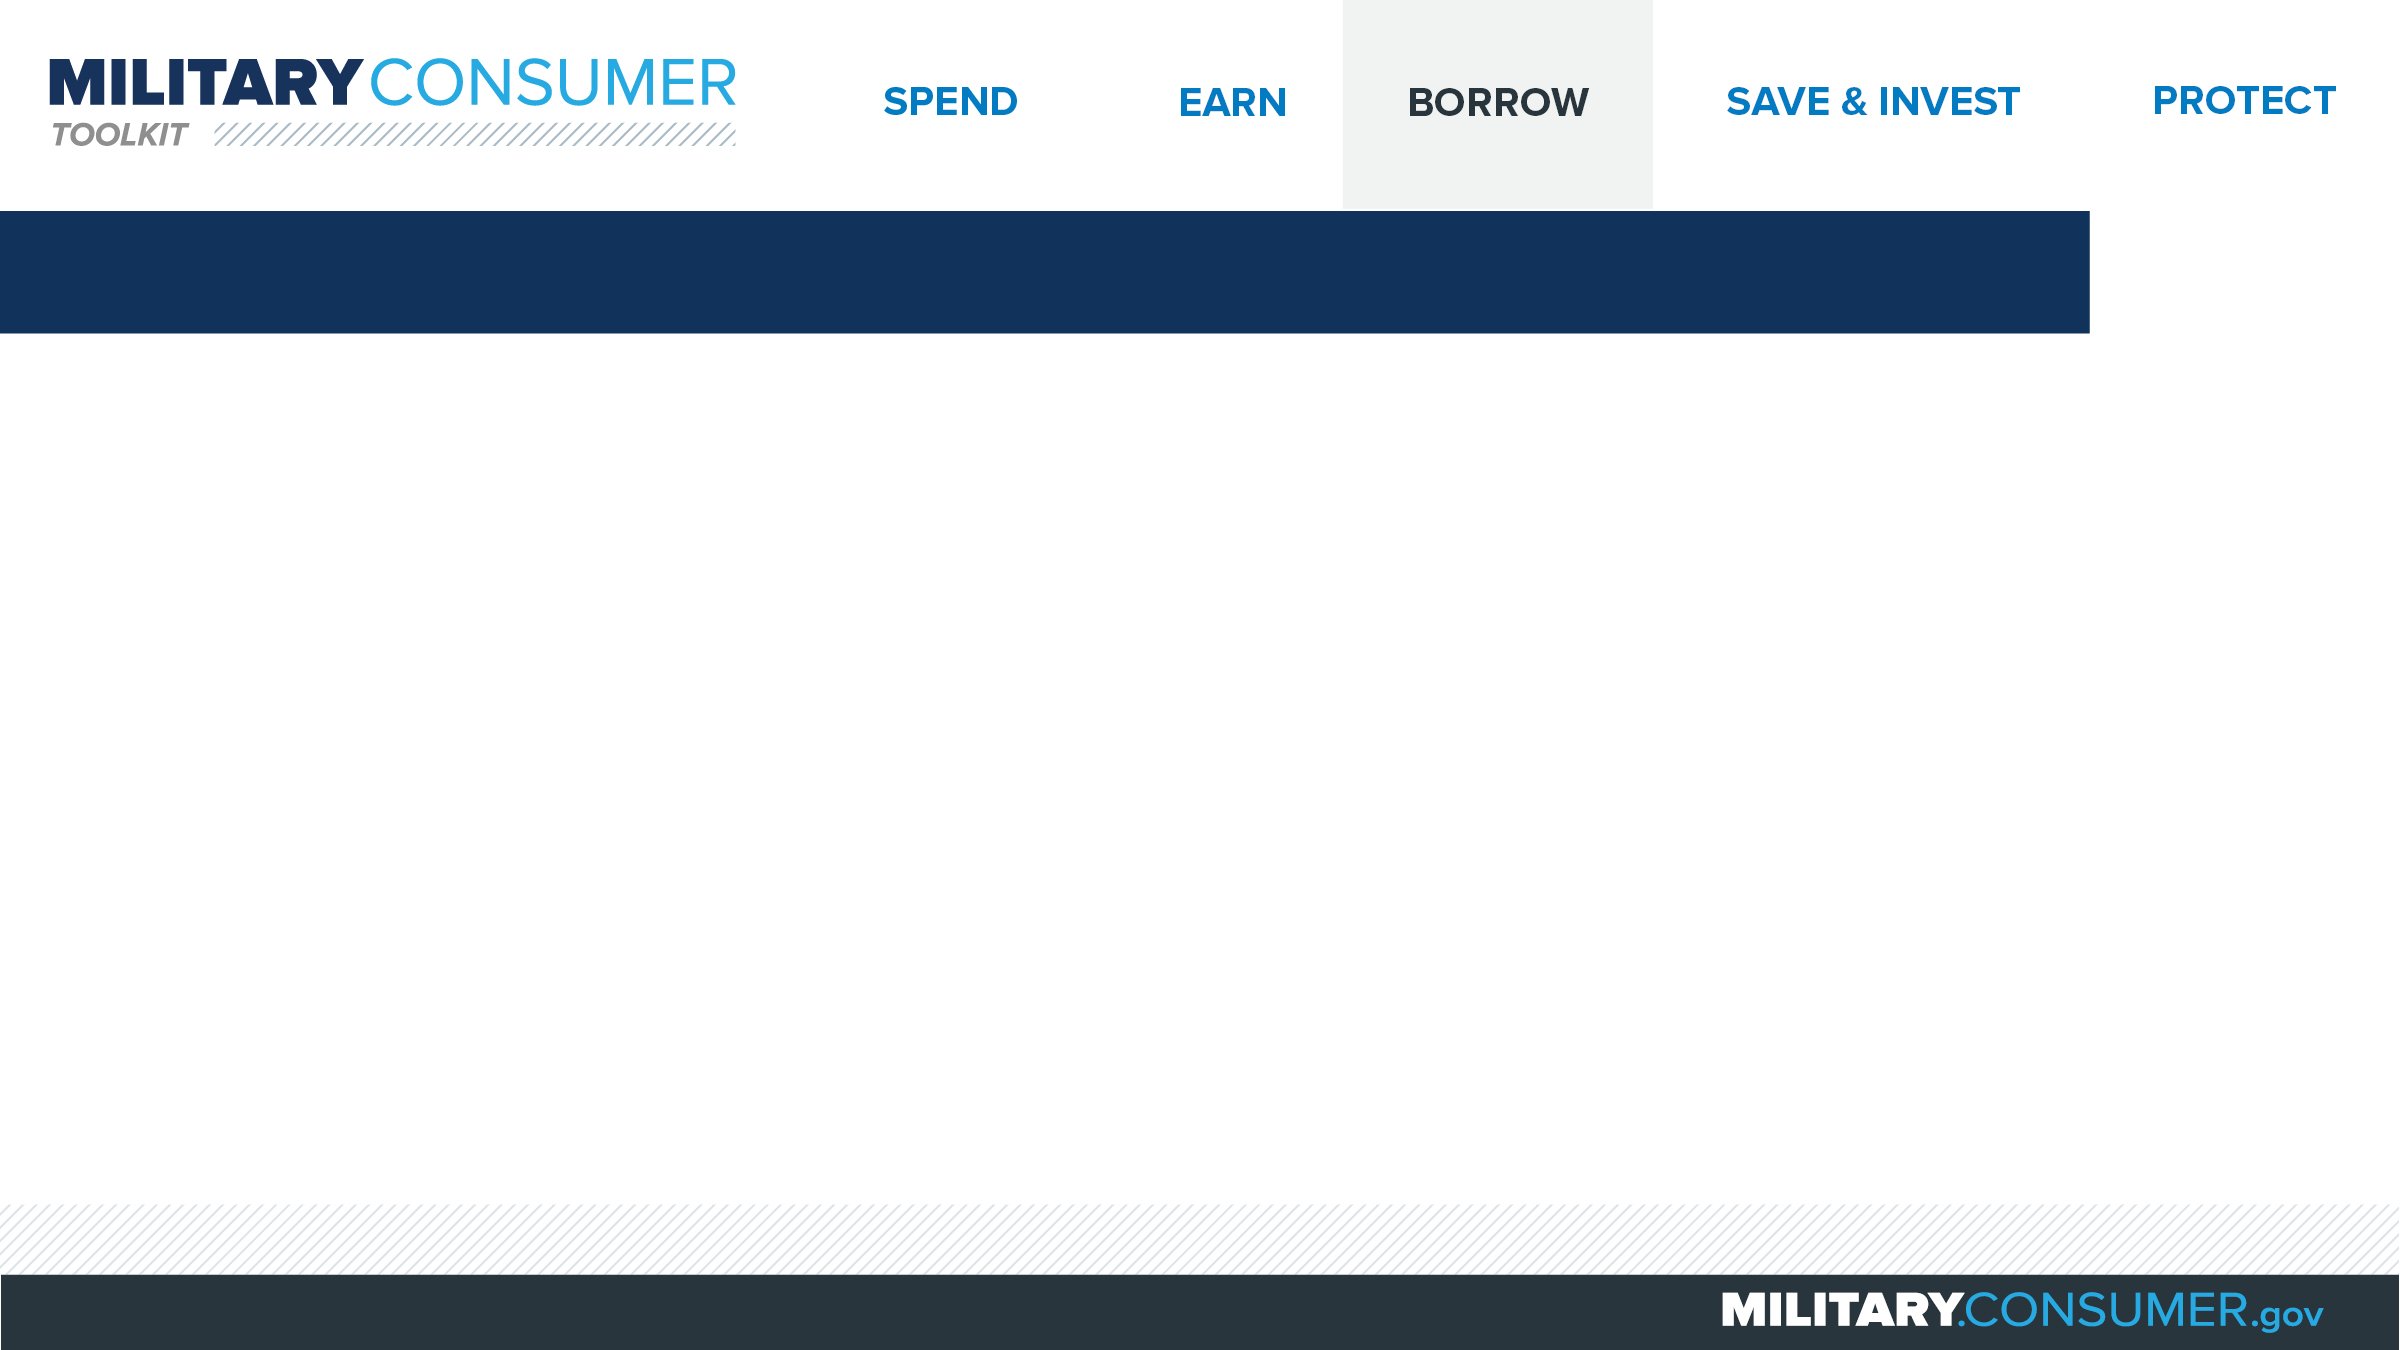 MILITARYCONSUMER
TOOLKIT
SPEND
EARN
BORROW
SAVE & INVEST
PROTECT
MILITARY.CONSUMER.gov